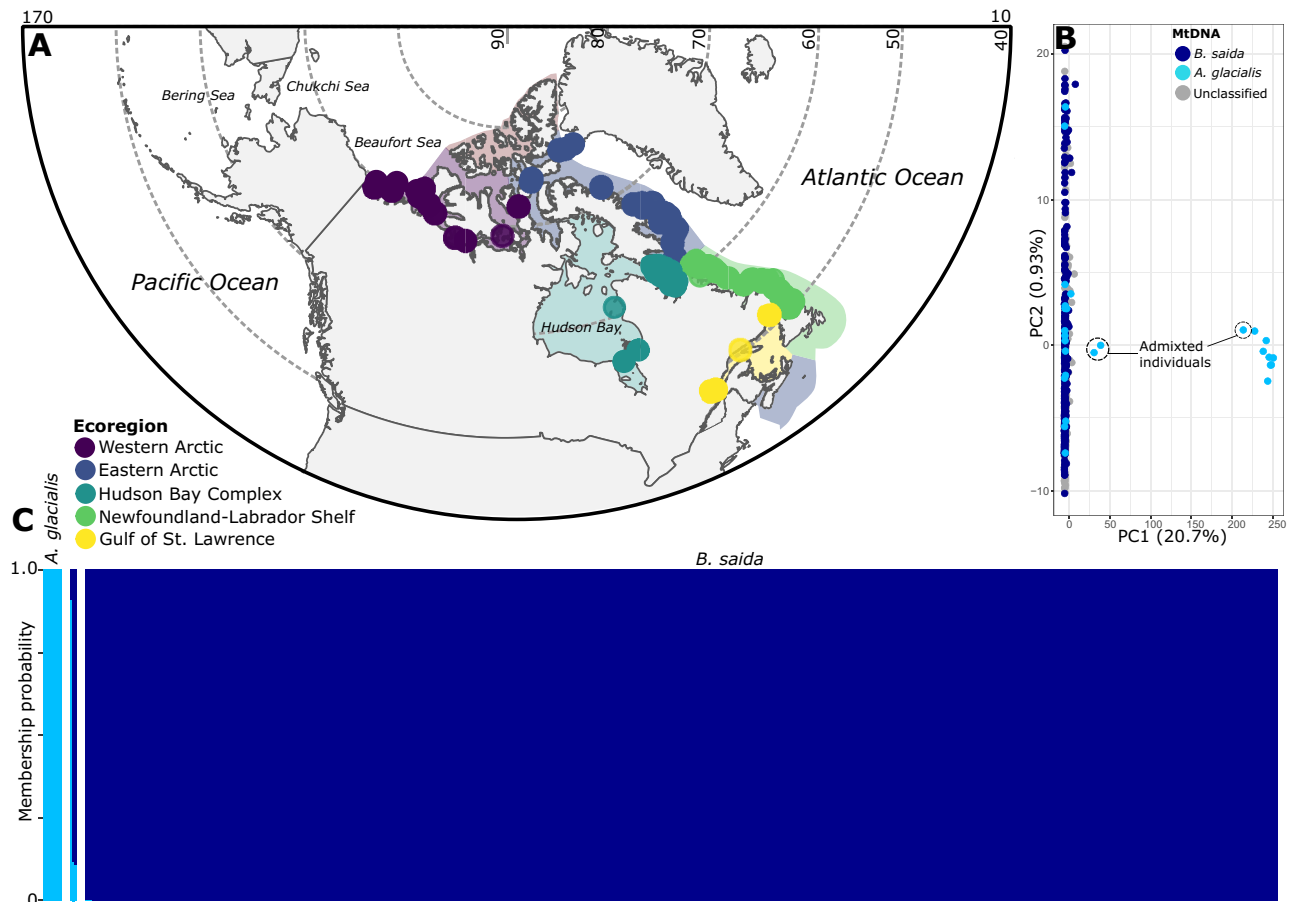 170
10
A
90
80
70
60
50
40
Bering Sea
Chukchi Sea
Beaufort Sea
Atlantic Ocean
Pacific Ocean
Hudson Bay
Ecoregion
Western Arctic
Eastern Arctic
Hudson Bay Complex
Newfoundland-Labrador Shelf
Gulf of St. Lawrence
B
MtDNA
B. saida
A. glacialis
Unclassified
20
10
0
−10
PC2 (0.93%)
Admixted
individuals
0
50
100
150
200
250
PC1 (20.7%)
C
A. glacialis
B. saida
1.0
Membership probability
0